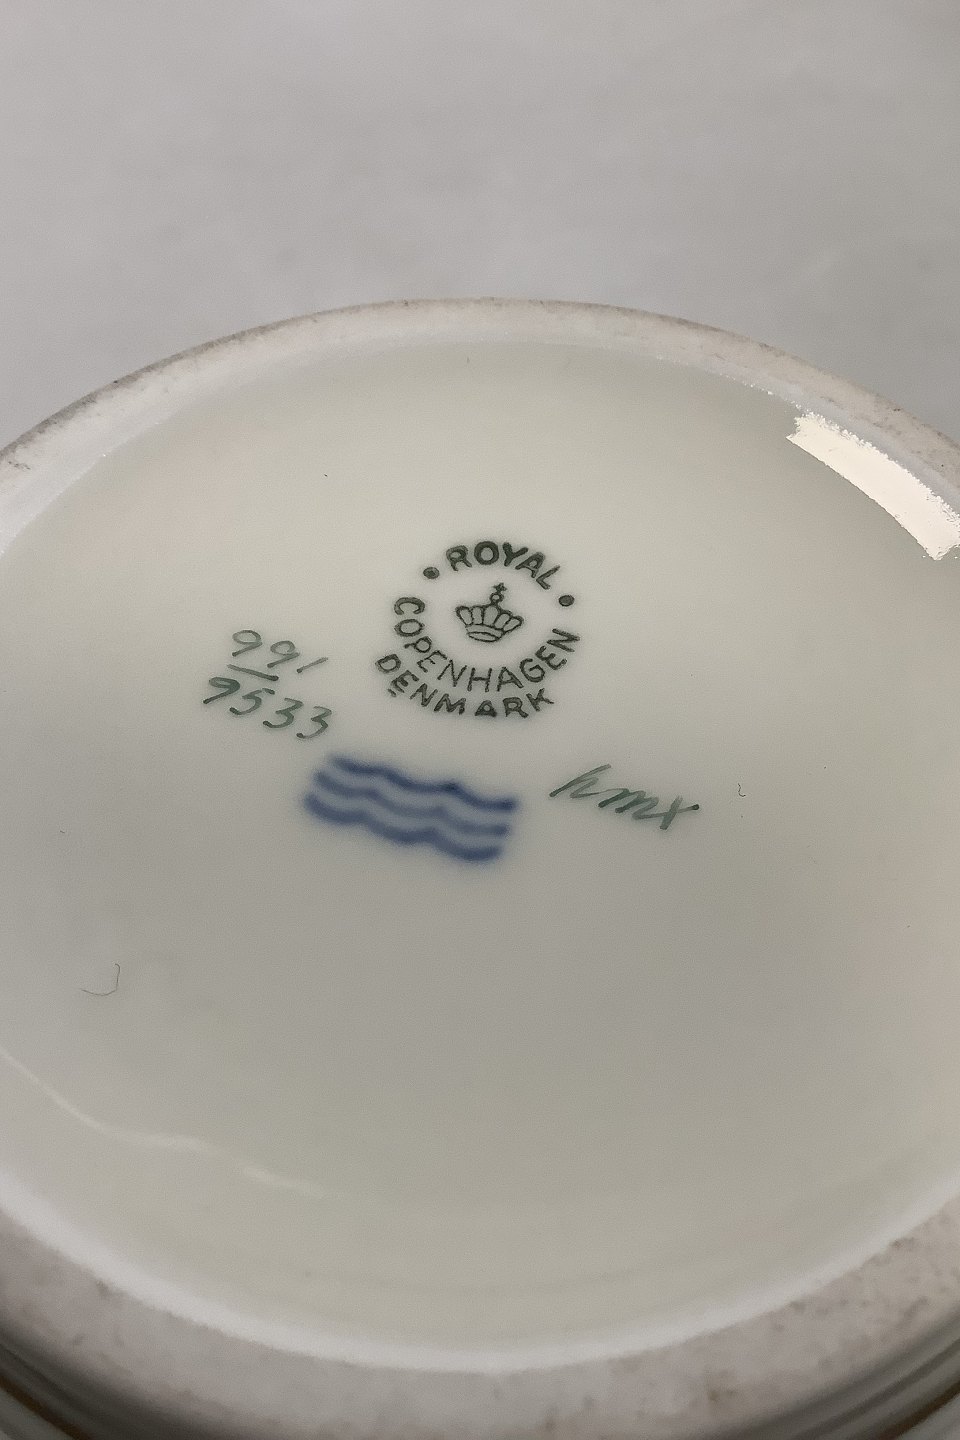 ROYAL
COPENHAGEN
DENMARK
991
9533
hmx